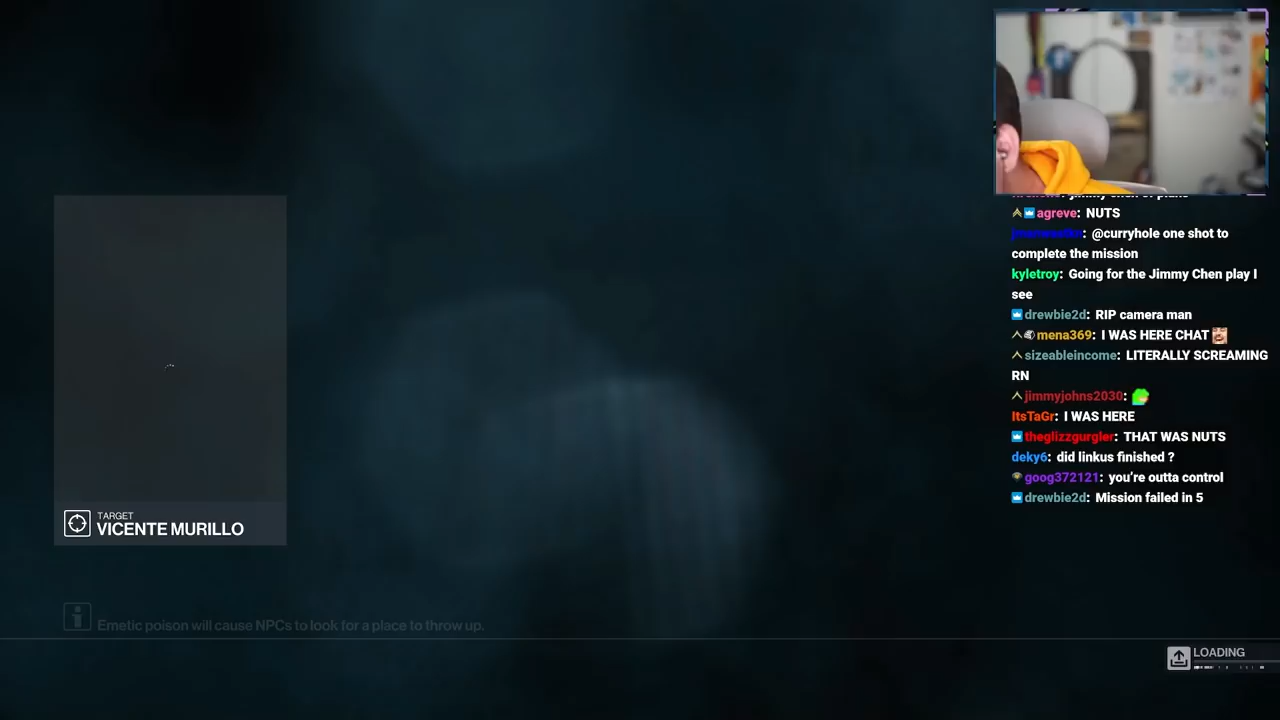 agreve: NUTS
: @curryhole one shot to
complete the mission
kyletroy: Going for the Jimmy Chen play I
see
drewbie2d: RIP camera man
mena369: I WAS HERE CHAT
sizeableincome: LITERALLY SCREAMING
RN
jimmyjohns2030:
ItsTaGr: I WAS HERE
theglizzgurgler: THAT WAS NUTS
deky6: did linkus finished ?
goog372121: you're outta control
drewbie2d: Mission failed in 5
TARGET
VICENTE MURILLO
Emetic poison will cause NPCs to look for a place to throw up.
LOADING